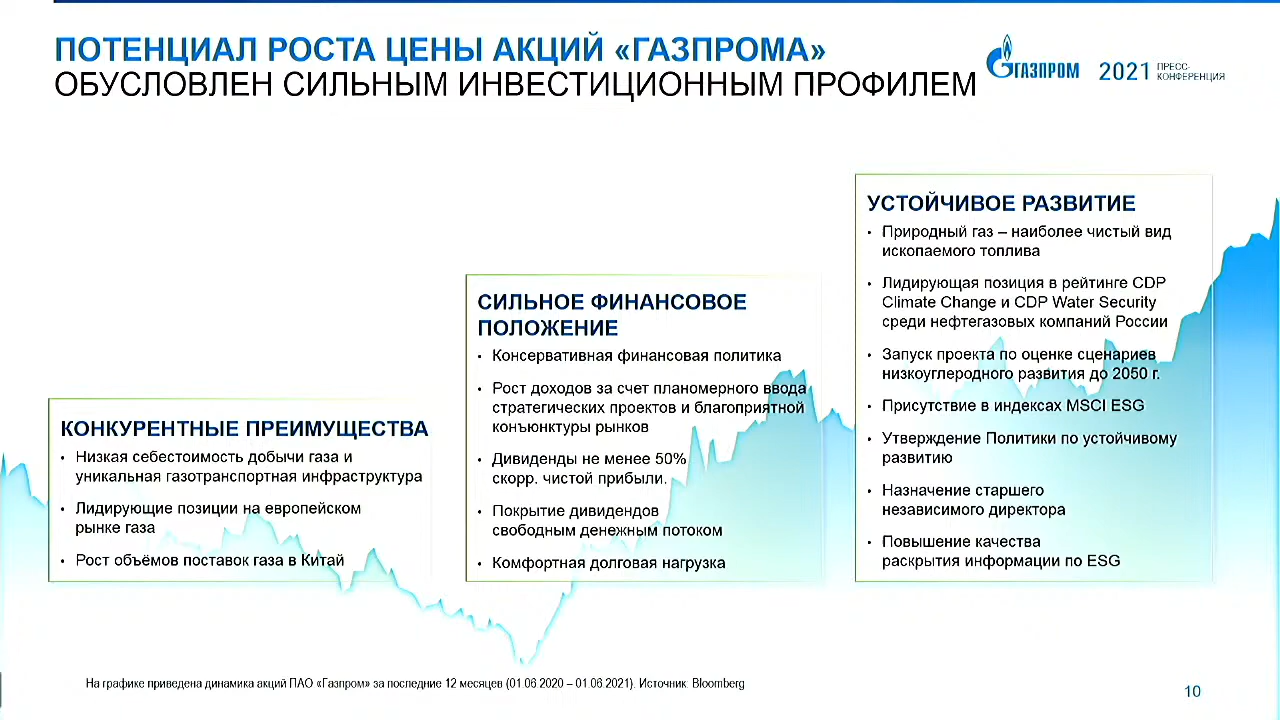 ПОТЕНЦИАЛ РОСТА ЦЕНЫ АКЦИЙ «ГАЗПРОМА»
ОБУСЛОВЛЕН СИЛЬНЫМ ИНВЕСТИЦИОННЫМ ПРОФИЛЕМ
ГАЗПРОМ
2021
ПРЕСС-
КОНФЕРЕНЦИЯ
КОНКУРЕНТНЫЕ ПРЕИМУЩЕСТВА
• Низкая себестоимость добычи газа и
уникальная газотранспортная инфраструктура
• Лидирующие позиции на европейском
рынке газа
• Рост объёмов поставок газа в Китай
СИЛЬНОЕ ФИНАНСОВОЕ
ПОЛОЖЕНИЕ
• Консервативная финансовая политика
• Рост доходов за счет планомерного ввода
стратегических проектов и благоприятной
конъюнктуры рынков
• Дивиденды не менее 50%
скорр. чистой прибыли.
• Покрытие дивидендов
свободным денежным потоком
• Комфортная долговая нагрузка
УСТОЙЧИВОЕ РАЗВИТИЕ
• Природный газ – наиболее чистый вид
ископаемого топлива
• Лидирующая позиция в рейтинге CDP
Climate Change и CDP Water Security
среди нефтегазовых компаний России
• Запуск проекта по оценке сценариев
низкоуглеродного развития до 2050 г.
• Присутствие в индексах MSCI ESG
• Утверждение Политики по устойчивому
развитию
• Назначение старшего
независимого директора
• Повышение качества
раскрытия информации по ESG
На графике приведена динамика акций ПАО «Газпром» за последние 12 месяцев (01.06.2020 – 01.06.2021). Источник: Bloomberg
10